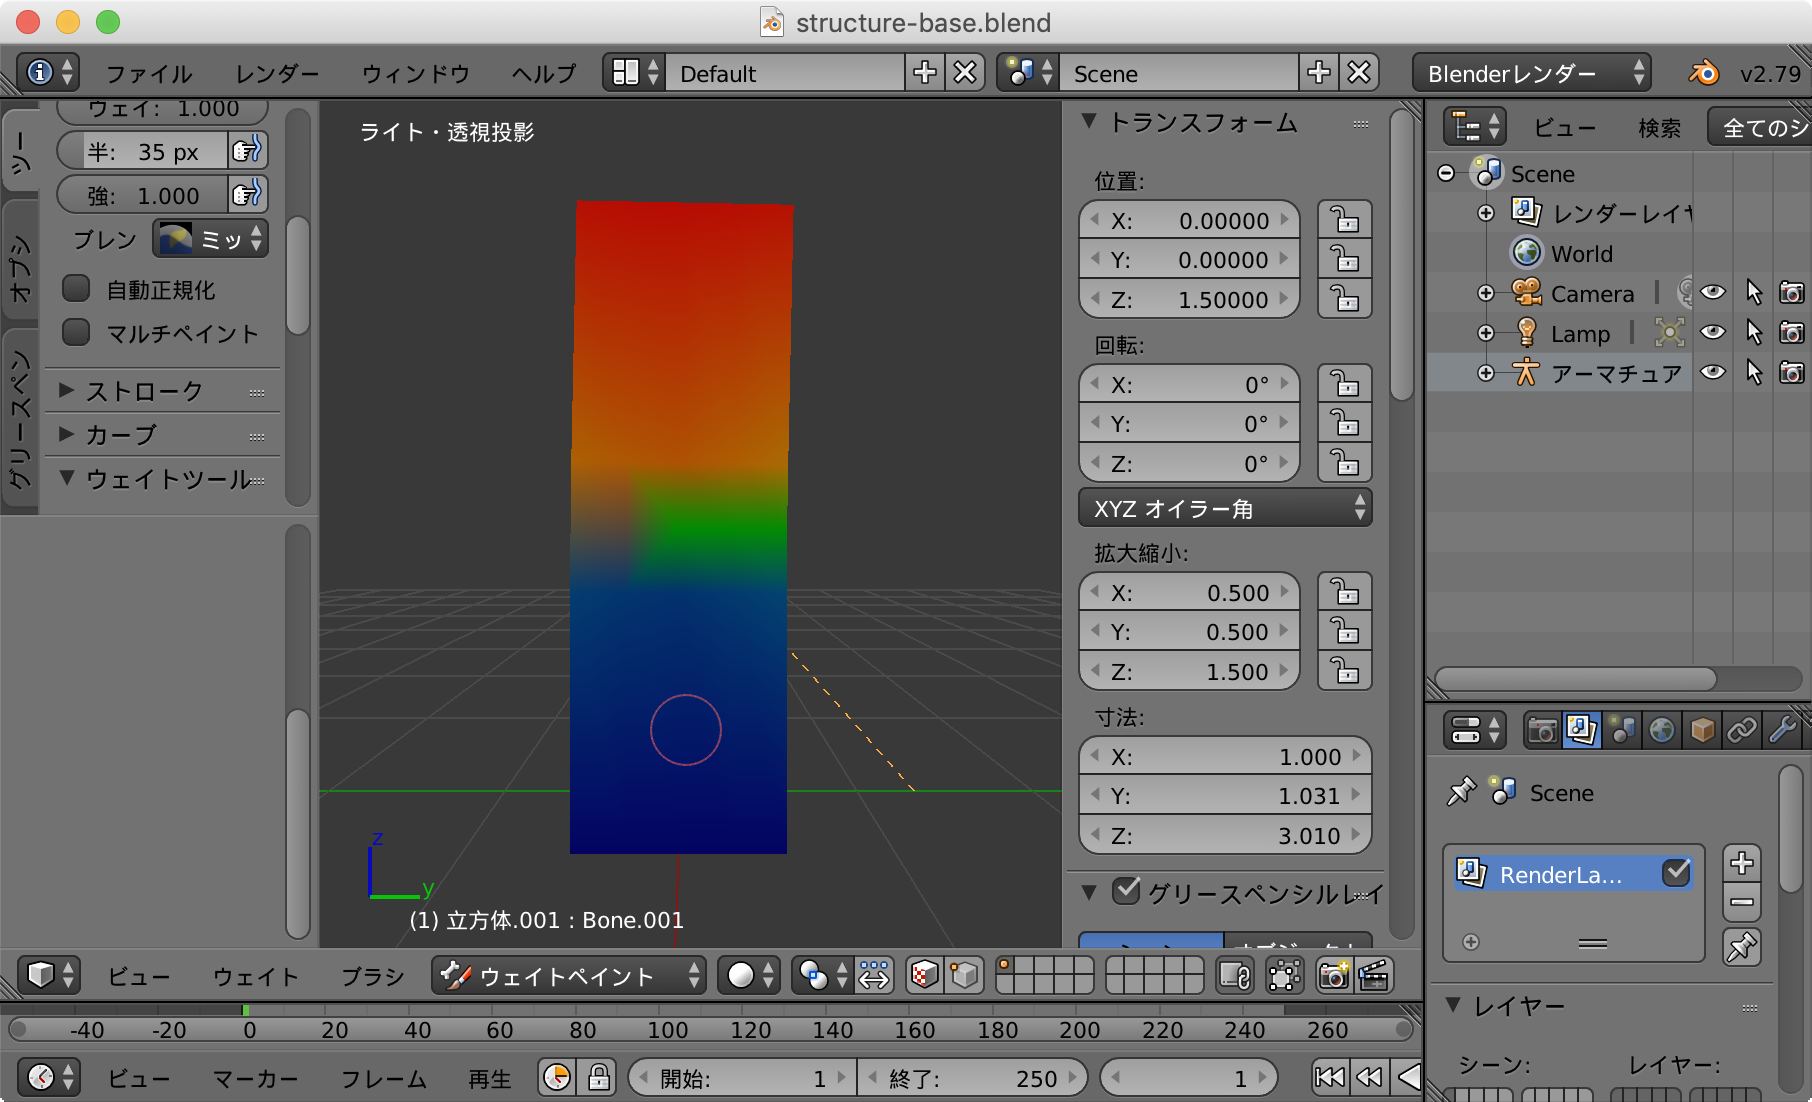 structure-base.blend
ファイル レンダー ウィンドウ ヘルプ Default Scene Blenderレンダー v2.79
ツー
オプシ
グリースペン
ウェイ: 1.000
半: 35 px
強: 1.000
ブレン ミッ
自動正規化
マルチペイント
ストローク
カーブ
ウェイトツール
ライト・透視投影
z
y
(1) 立方体.001 : Bone.001
トランスフォーム
位置:
X: 0.00000
Y: 0.00000
Z: 1.50000
回転:
X: 0°
Y: 0°
Z: 0°
XYZ オイラー角
拡大縮小:
X: 0.500
Y: 0.500
Z: 1.500
寸法:
X: 1.000
Y: 1.031
Z: 3.010
グリースペンシルレイ
ビュー 検索 全てのシ
Scene
レンダーレイヤ
World
Camera
Lamp
アーマチュア
Scene
RenderLa...
レイヤー
シーン: レイヤー:
ビュー ウェイト ブラシ ウェイトペイント
-40 -20 0 20 40 60 80 100 120 140 160 180 200 220 240 260
ビュー マーカー フレーム 再生 開始: 1 終了: 250 1